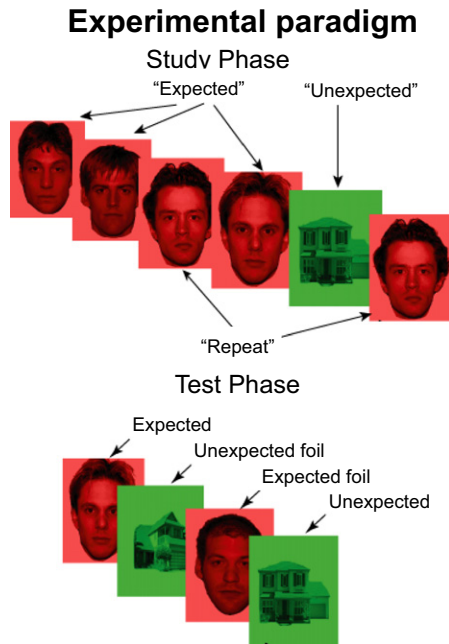 Experimental paradigm
Study Phase
“Expected”
“Unexpected”
“Repeat”
Test Phase
Expected
Unexpected foil
Expected foil
Unexpected